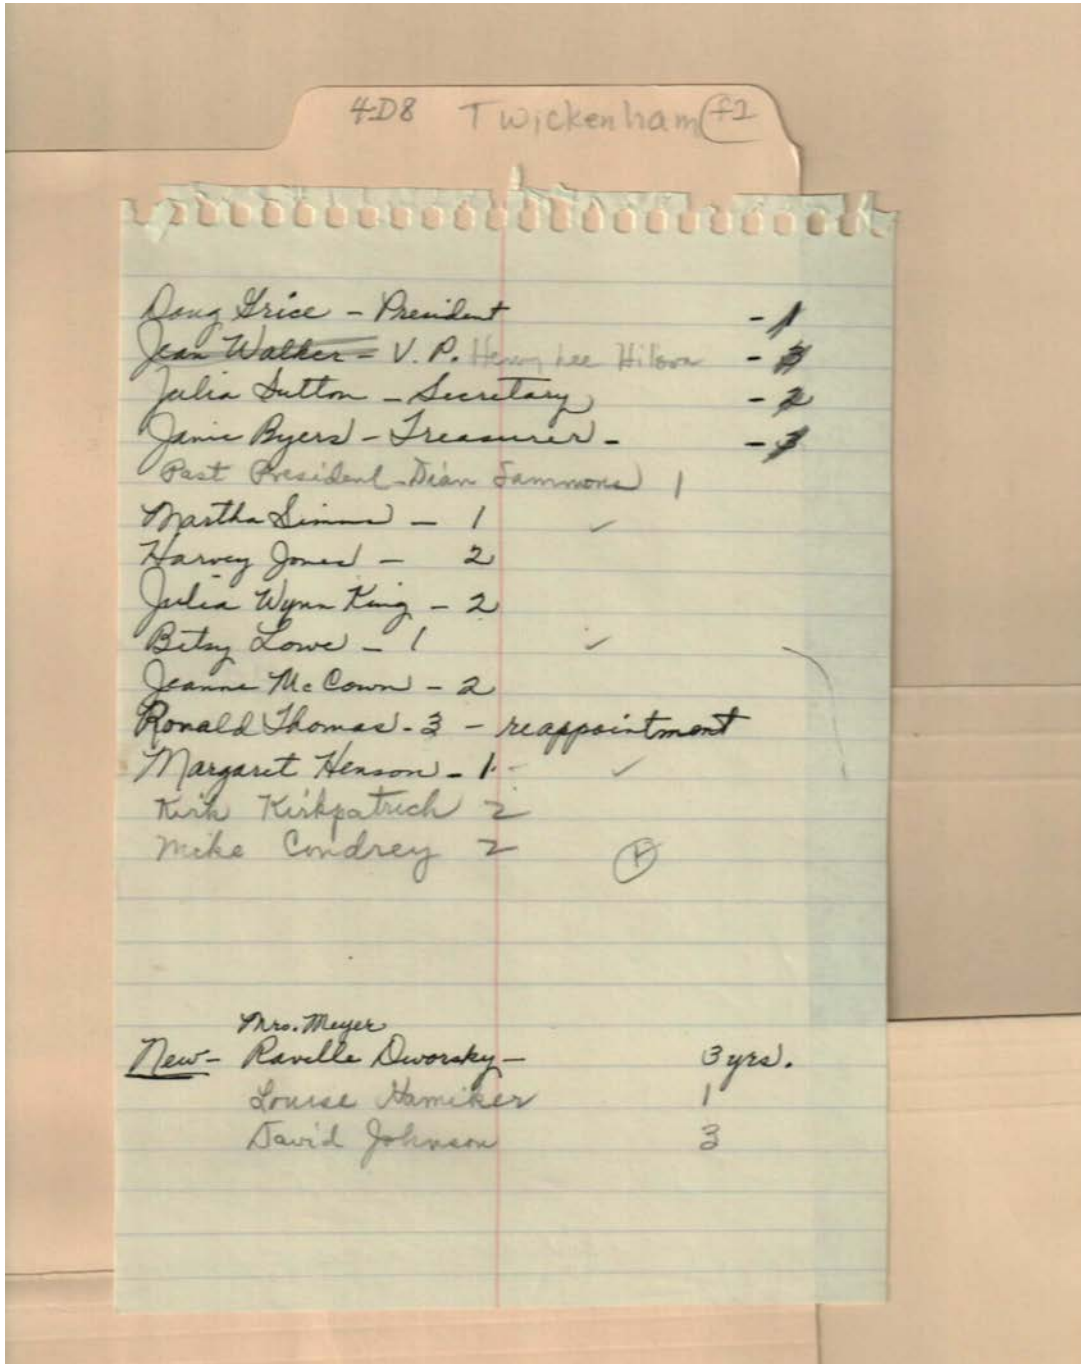 4-D8 Twickenham f2
Doug Grice - President - 1
Jean Walker - V. P. Henry Lee - 3
Julia Sutton - Secretary - 2
Janie Byers - Treasurer - - 3
Past President - Dian Sammons 1
Martha Simms - 1 ✓
Harvey Jones - 2
Julia Wynn King - 2
Betsy Lowe - 1 ✓
Jeanne McCown - 2
Ronald Thomas - 3 - reappointment
Margaret Henson - 1 - ✓
Kirk Kirkpatrick 2
Mike Condrey 2
Mrs. Meyer
New - Ravelle Dworsky - 3 yrs.
Louise Hamiker 1
David Johnson 3